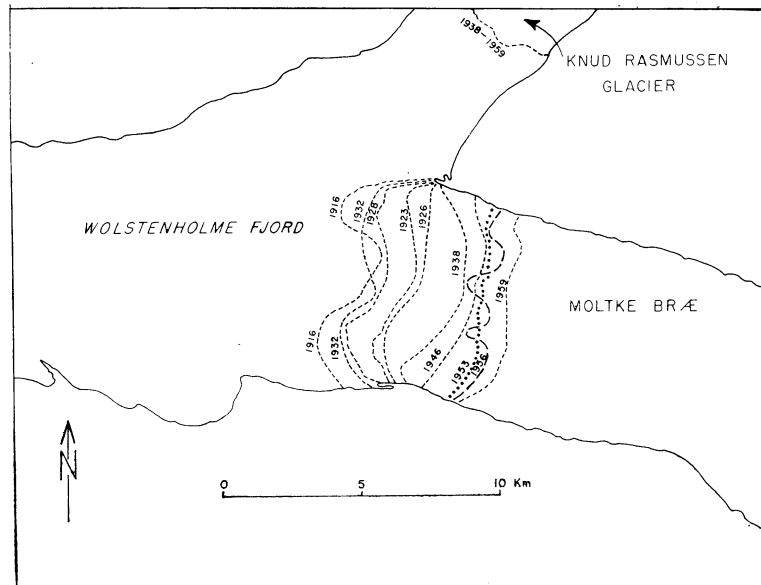 1938-1959
KNUD RASMUSSEN
GLACIER
1916
1932
1928
1923
1926
WOLSTENHOLME FJORD
1938
1959
MOLTKE BRÆ
1916
1932
1946
1953
1956
N
0 5 10 Km